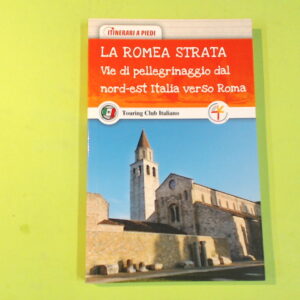 ITINERARI A PIEDI
LA ROMEA STRATA
Vie di pellegrinaggio dal
nord-est Italia verso Roma
Touring Club Italiano